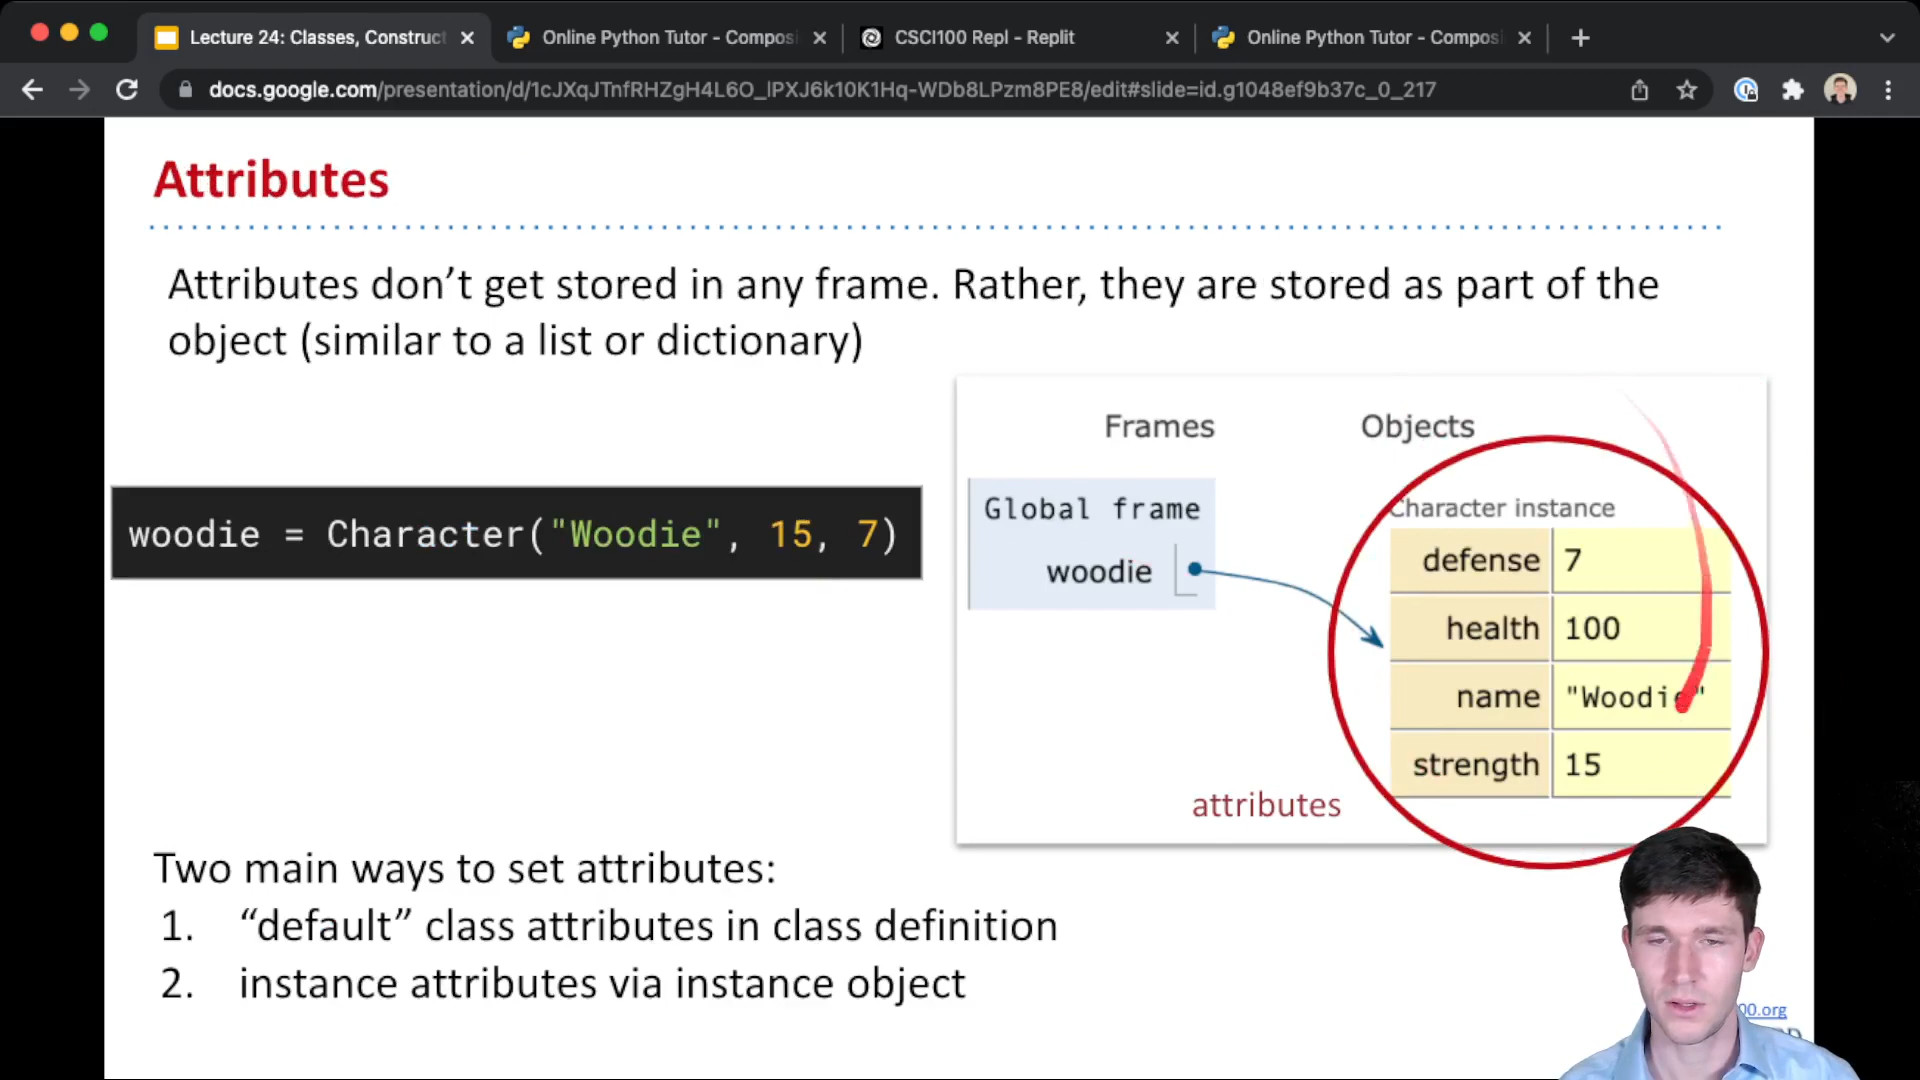 Lecture 24: Classes, Construct
Online Python Tutor - Composi
CSCI100 Repl - Replit
Online Python Tutor - Composi
docs.google.com/presentation/d/1cJXqJTnfRHZgH4L6O_lPXJ6k10K1Hq-WDb8LPzm8PE8/edit#slide=id.g1048ef9b37c_0_217
Attributes
Attributes don’t get stored in any frame. Rather, they are stored as part of the
object (similar to a list or dictionary)
Frames
Objects
Global frame
woodie
Character instance
defense 7
health 100
name "Woodie"
strength 15
attributes
woodie = Character("Woodie", 15, 7)
Two main ways to set attributes:
1. “default” class attributes in class definition
2. instance attributes via instance object
00.org